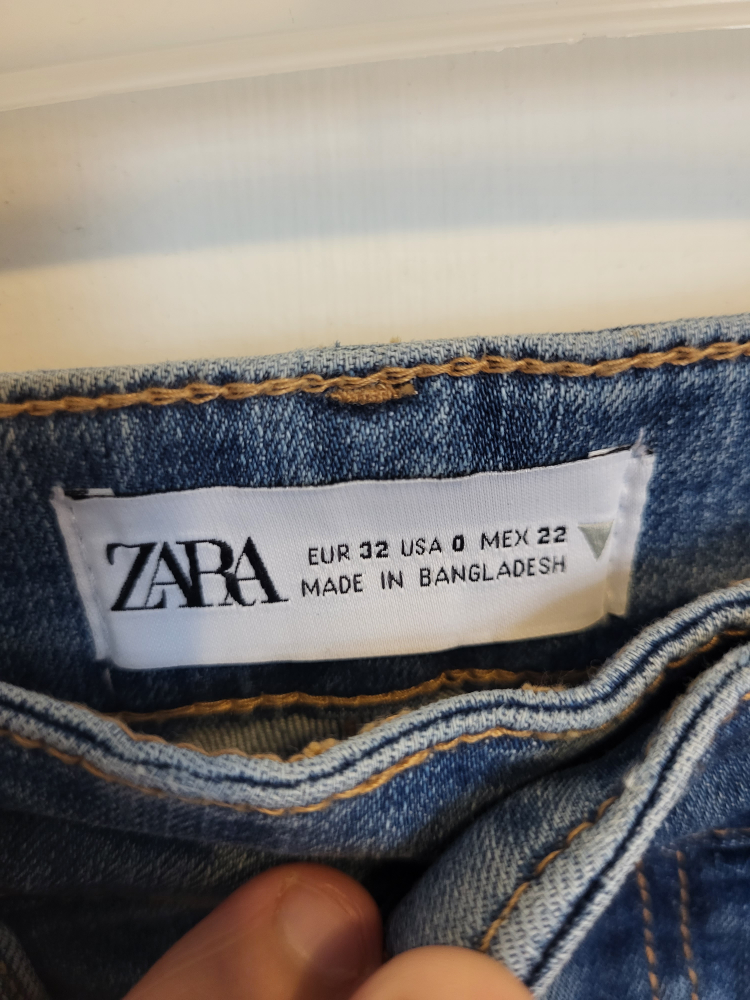 ZARA
EUR 32 USA 0 MEX 22
MADE IN BANGLADESH